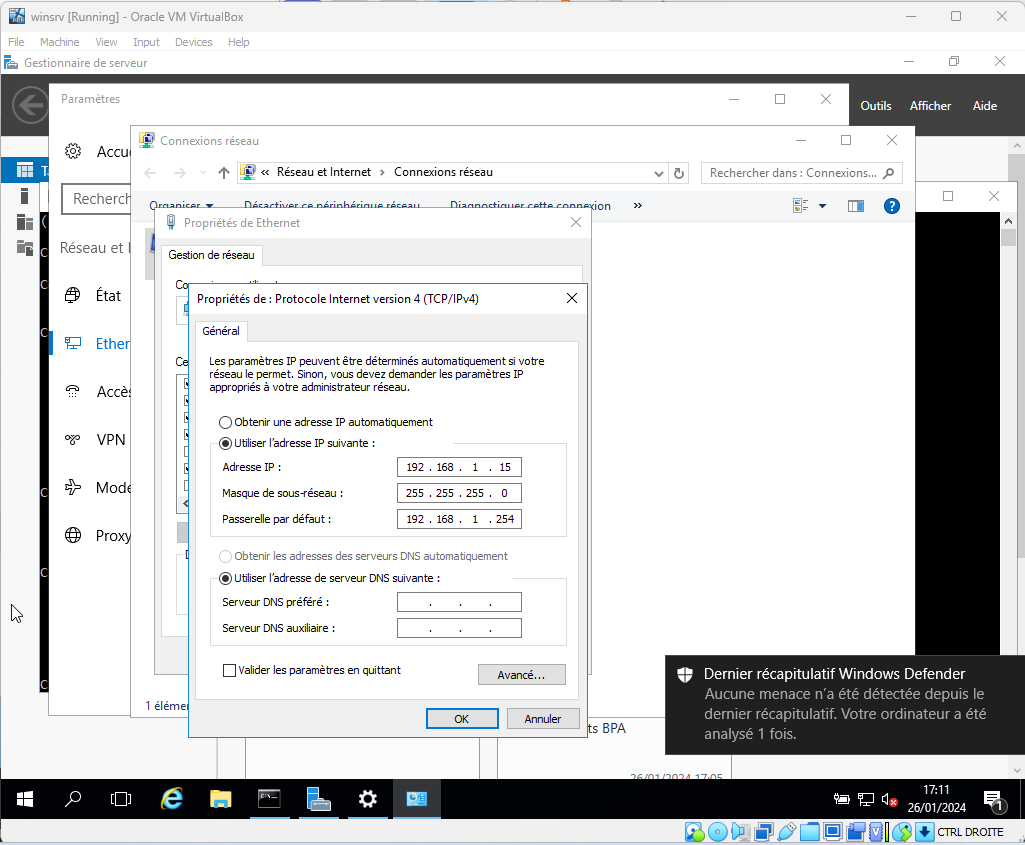 winsrv [Running] - Oracle VM VirtualBox
File Machine View Input Devices Help
Gestionnaire de serveur
Outils Afficher Aide
Paramètres
Connexions réseau
« Réseau et Internet › Connexions réseau
Rechercher dans : Connexions...
Organiser Désactiver ce périphérique réseau Diagnostiquer cette connexion »
Propriétés de Ethernet
Gestion de réseau
Réseau et
État
Ether
VPN
Mode
Proxy
Propriétés de : Protocole Internet version 4 (TCP/IPv4)
Général
Les paramètres IP peuvent être déterminés automatiquement si votre
réseau le permet. Sinon, vous devez demander les paramètres IP
appropriés à votre administrateur réseau.
Obtenir une adresse IP automatiquement
Utiliser l'adresse IP suivante :
Adresse IP : 192 . 168 . 1 . 15
Masque de sous-réseau : 255 . 255 . 255 . 0
Passerelle par défaut : 192 . 168 . 1 . 254
Obtenir les adresses des serveurs DNS automatiquement
Utiliser l'adresse de serveur DNS suivante :
Serveur DNS préféré : . . .
Serveur DNS auxiliaire : . . .
Valider les paramètres en quittant
Avancé...
OK Annuler
ts BPA
26/01/2024 17:05
Dernier récapitulatif Windows Defender
Aucune menace n'a été détectée depuis le
dernier récapitulatif. Votre ordinateur a été
analysé 1 fois.
17:11
26/01/2024
1
CTRL DROITE